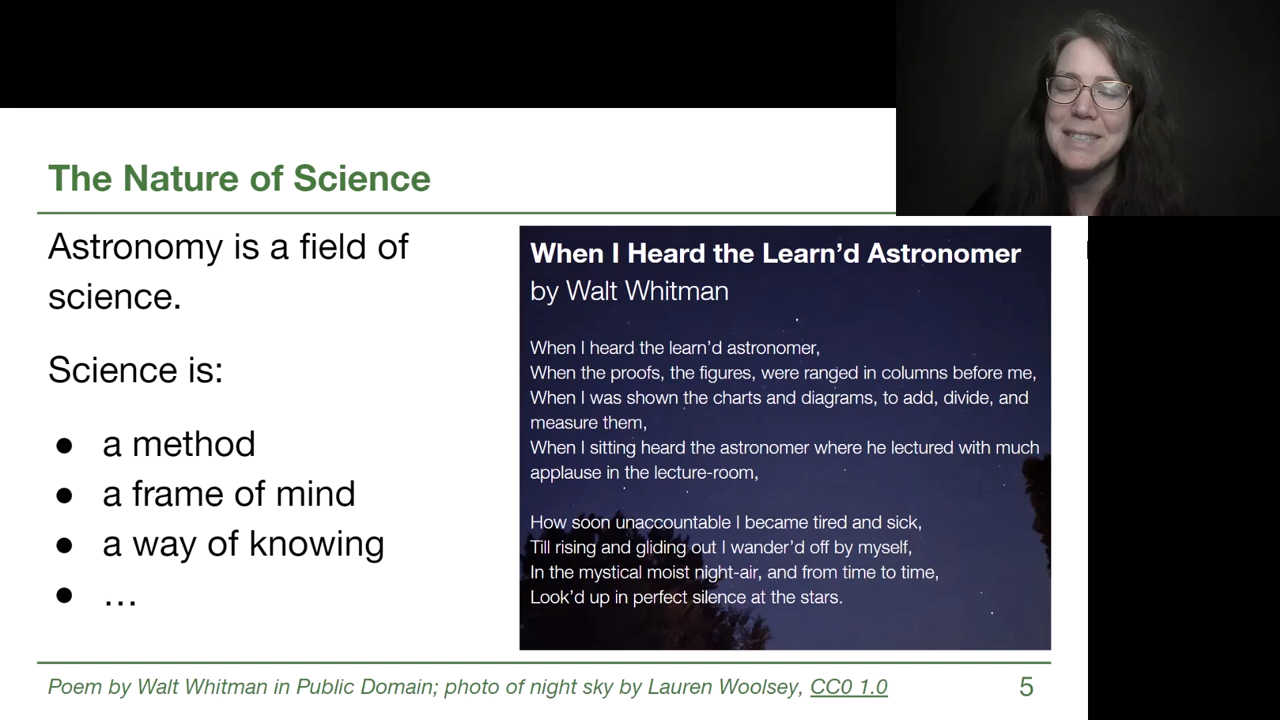 The Nature of Science
Astronomy is a field of
science.
Science is:
● a method
● a frame of mind
● a way of knowing
● …
When I Heard the Learn’d Astronomer
by Walt Whitman
When I heard the learn’d astronomer,
When the proofs, the figures, were ranged in columns before me,
When I was shown the charts and diagrams, to add, divide, and
measure them,
When I sitting heard the astronomer where he lectured with much
applause in the lecture-room,
How soon unaccountable I became tired and sick,
Till rising and gliding out I wander’d off by myself,
In the mystical moist night-air, and from time to time,
Look’d up in perfect silence at the stars.
Poem by Walt Whitman in Public Domain; photo of night sky by Lauren Woolsey, CC0 1.0
5